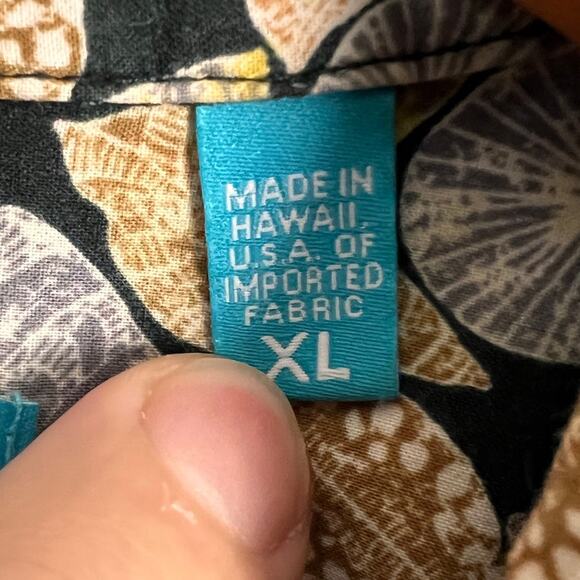 MADE IN
HAWAII,
U.S.A. OF
IMPORTED
FABRIC
XL